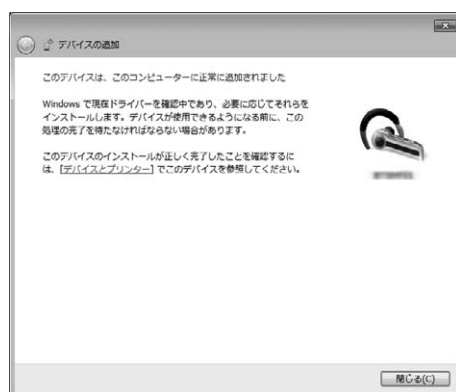 デバイスの追加
このデバイスは、このコンピューターに正常に追加されました
Windows で現在ドライバーを確認中であり、必要に応じてそれらを
インストールします。デバイスが使用できるようになる前に、この
処理の完了を待たなければならない場合があります。
このデバイスのインストールが正しく完了したことを確認するに
は、[デバイスとプリンター] でこのデバイスを参照してください。
閉じる(C)